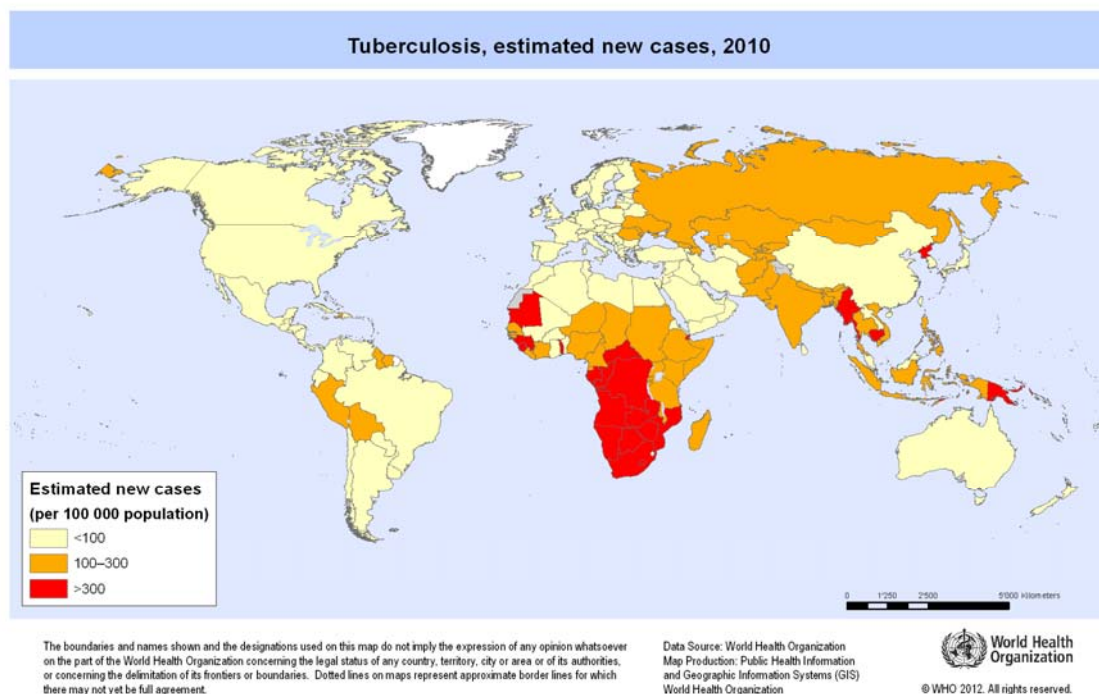 Tuberculosis, estimated new cases, 2010
Estimated new cases
(per 100 000 population)
<100
100–300
>300
0 1'250 2'500 5'000 Kilometers
The boundaries and names shown and the designations used on this map do not imply the expression of any opinion whatsoever
on the part of the World Health Organization concerning the legal status of any country, territory, city or area or of its authorities,
or concerning the delimitation of its frontiers or boundaries. Dotted lines on maps represent approximate border lines for which
there may not yet be full agreement.
Data Source: World Health Organization
Map Production: Public Health Information
and Geographic Information Systems (GIS)
World Health Organization
World Health
Organization
© WHO 2012. All rights reserved.